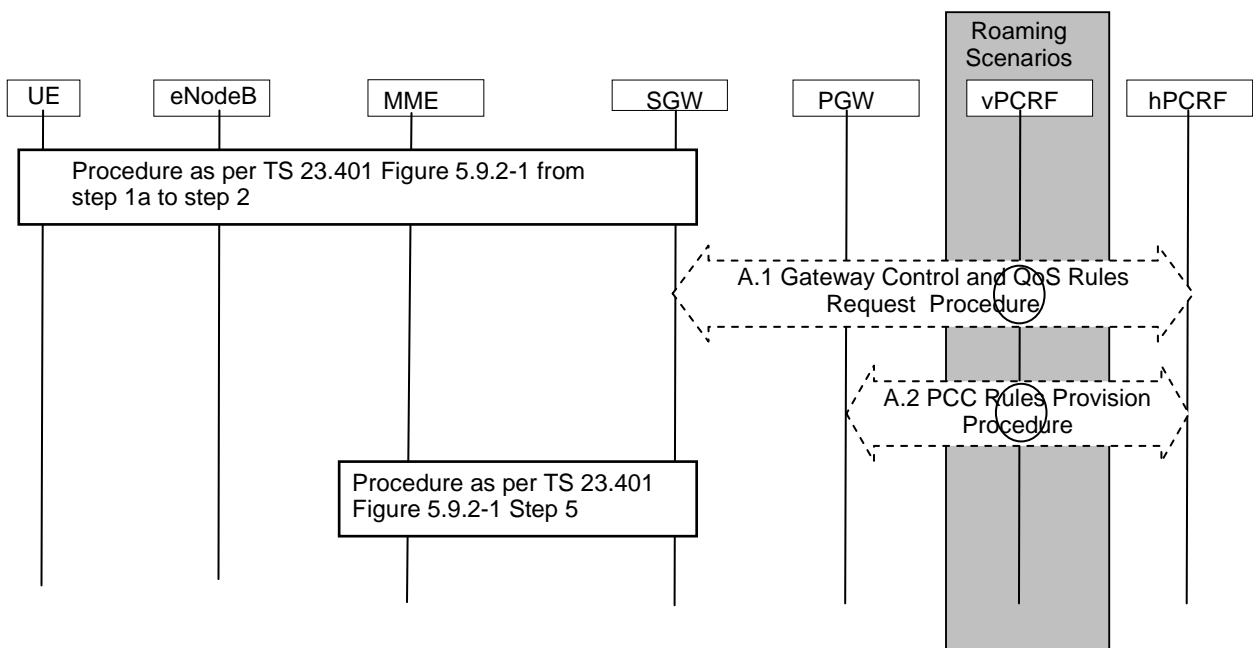 Roaming
Scenarios
UE
eNodeB
MME
SGW
PGW
vPCRF
hPCRF
Procedure as per TS 23.401 Figure 5.9.2-1 from
step 1a to step 2
A.1 Gateway Control and QoS Rules
Request Procedure
A.2 PCC Rules Provision
Procedure
Procedure as per TS 23.401
Figure 5.9.2-1 Step 5